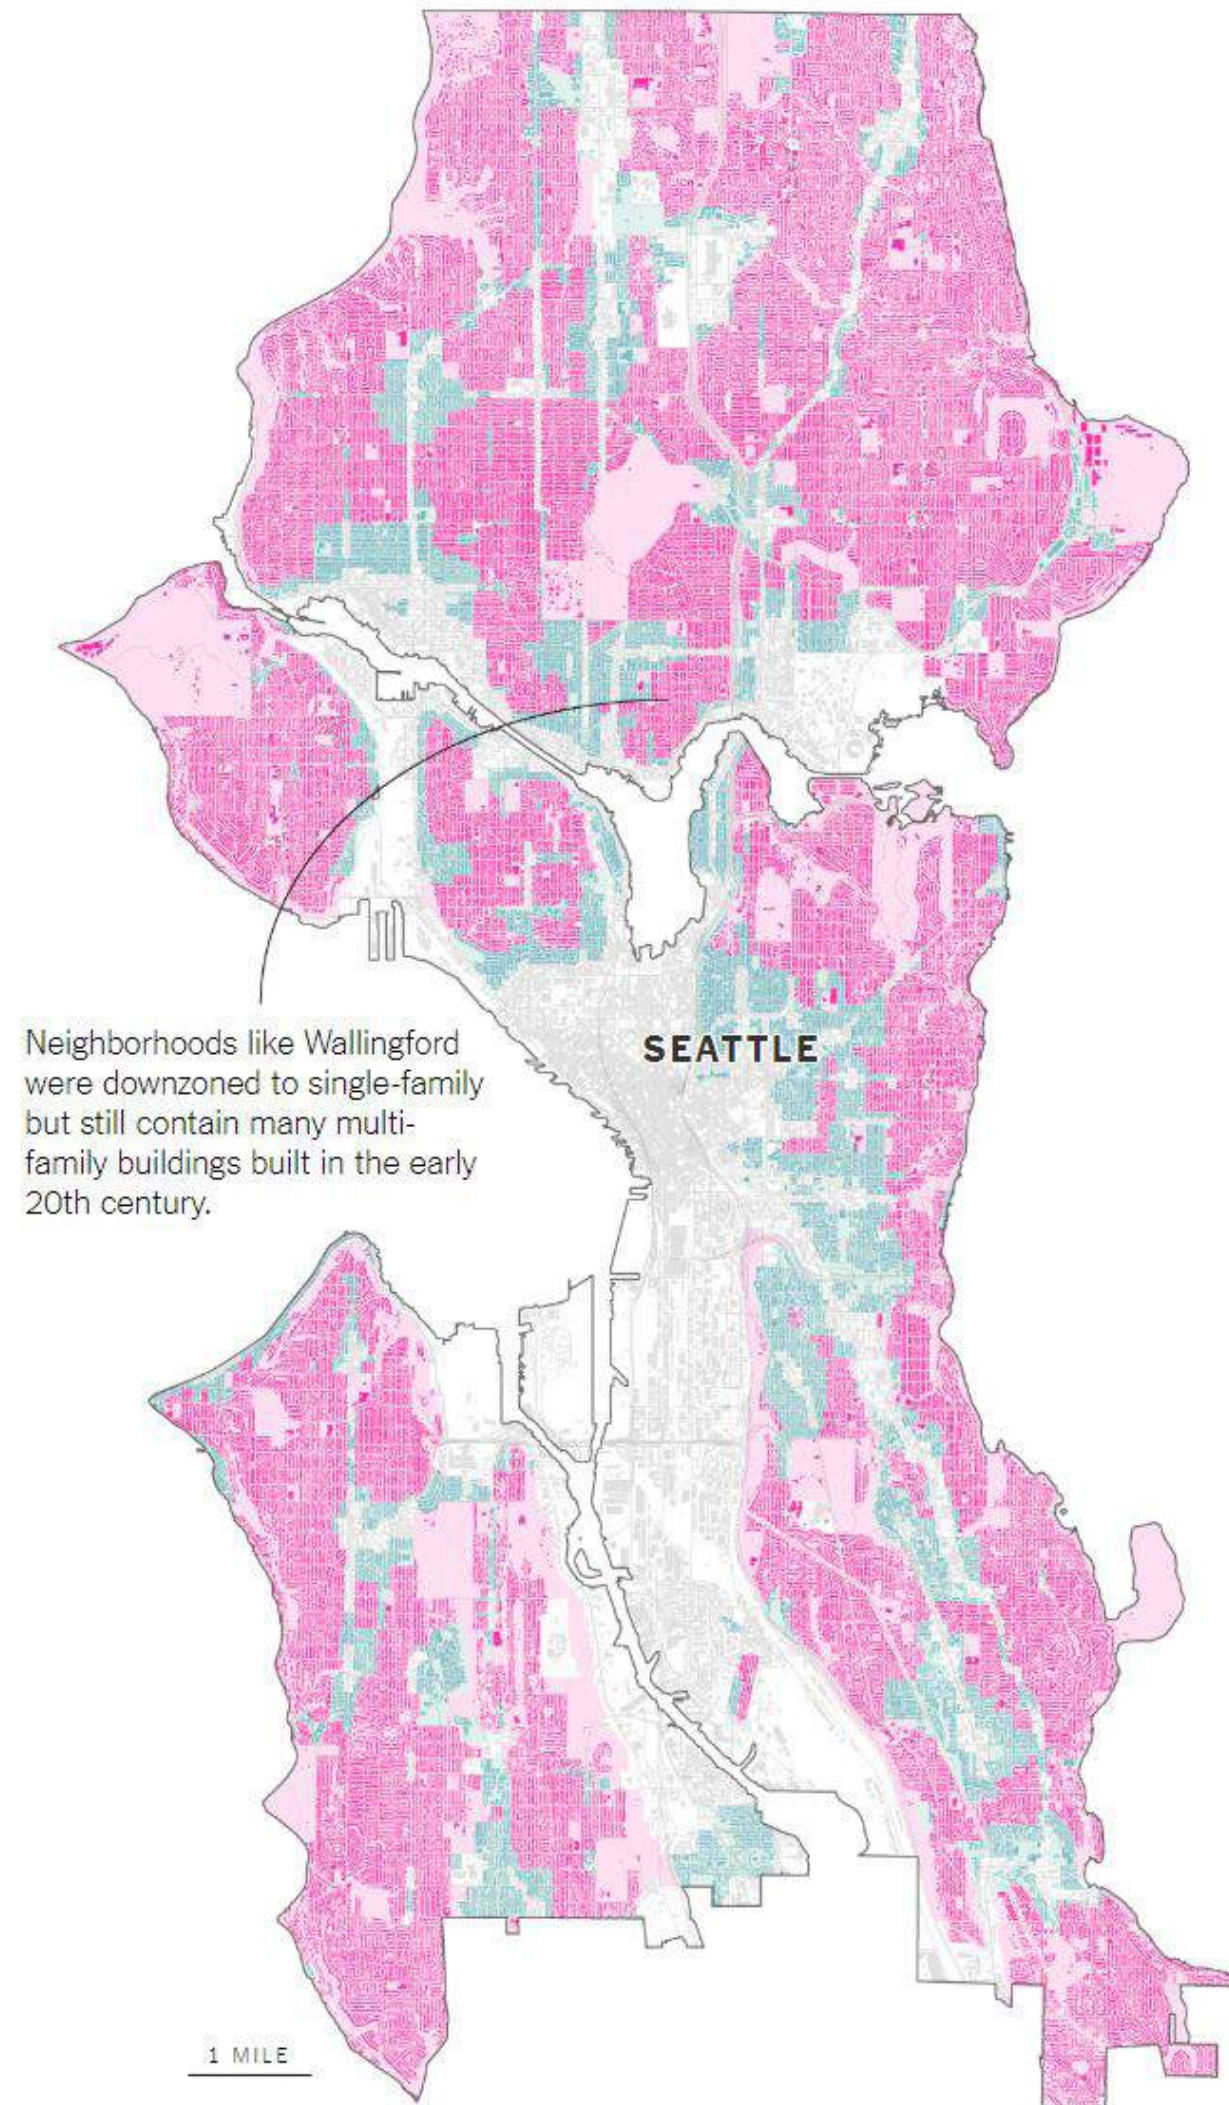 SEATTLE
Neighborhoods like Wallingford
were downzoned to single-family
but still contain many multi-
family buildings built in the early
20th century.
1 MILE